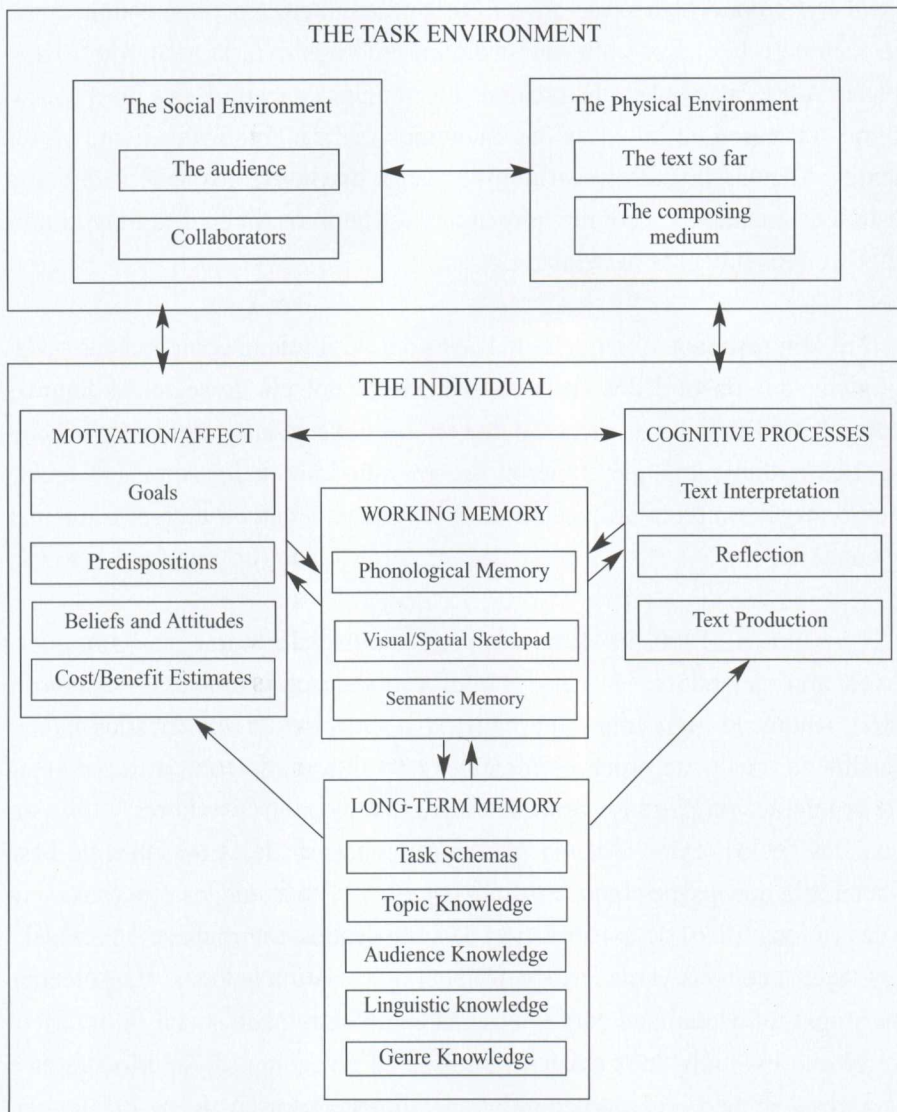 THE TASK ENVIRONMENT
The Social Environment
The audience
Collaborators
The Physical Environment
The text so far
The composing
medium
THE INDIVIDUAL
MOTIVATION/AFFECT
Goals
Predispositions
Beliefs and Attitudes
Cost/Benefit Estimates
WORKING MEMORY
Phonological Memory
Visual/Spatial Sketchpad
Semantic Memory
COGNITIVE PROCESSES
Text Interpretation
Reflection
Text Production
LONG-TERM MEMORY
Task Schemas
Topic Knowledge
Audience Knowledge
Linguistic knowledge
Genre Knowledge